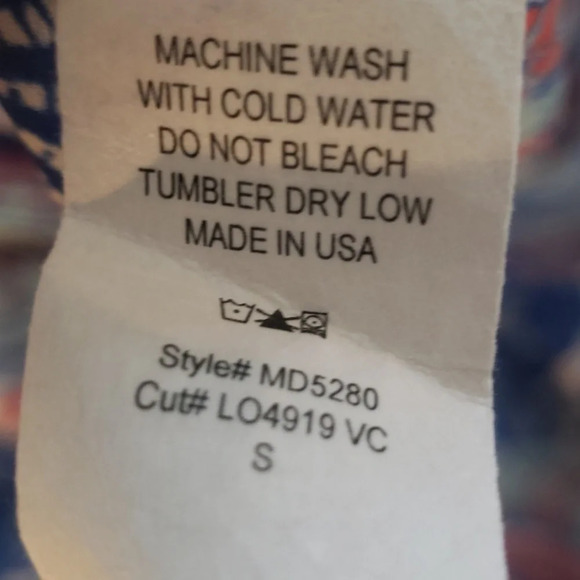 MACHINE WASH
WITH COLD WATER
DO NOT BLEACH
TUMBLER DRY LOW
MADE IN USA
Style# MD5280
Cut# LO4919 VC
S